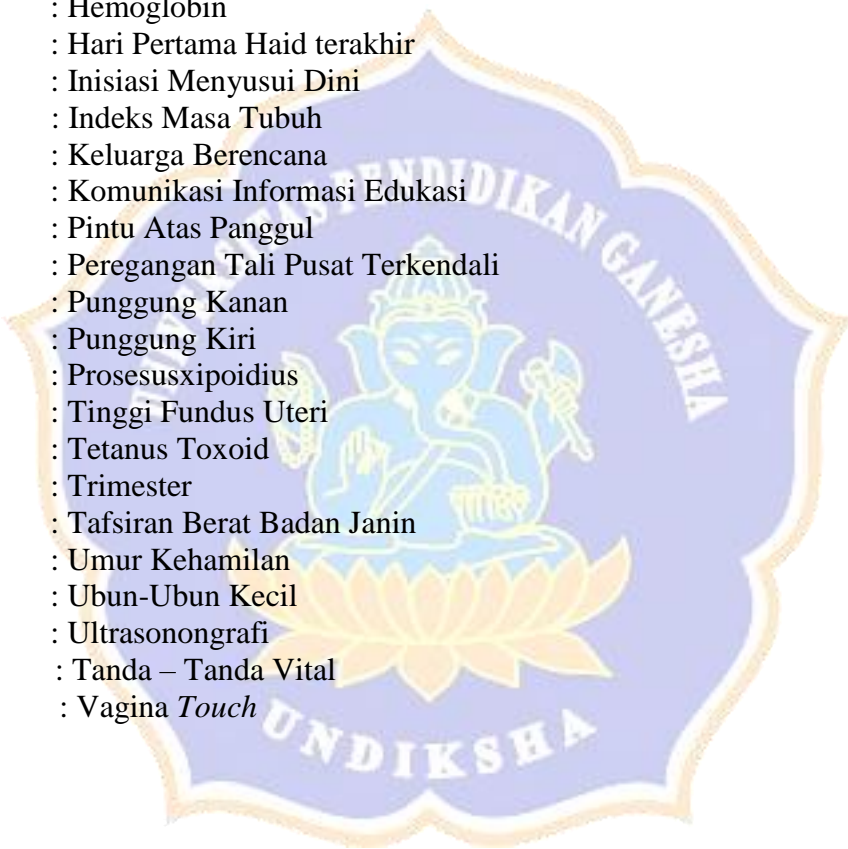 : Hemoglobin
: Hari Pertama Haid terakhir
: Inisiasi Menyusui Dini
: Indeks Masa Tubuh
: Keluarga Berencana
: Komunikasi Informasi Edukasi
: Pintu Atas Panggul
: Peregangan Tali Pusat Terkendali
: Punggung Kanan
: Punggung Kiri
: Prosesusxipoidius
: Tinggi Fundus Uteri
: Tetanus Toxoid
: Trimester
: Tafsiran Berat Badan Janin
: Umur Kehamilan
: Ubun-Ubun Kecil
: Ultrasonongrafi
: Tanda – Tanda Vital
: Vagina Touch
UNIVERSITAS PENDIDIKAN GANESHA
UNDIKSHA